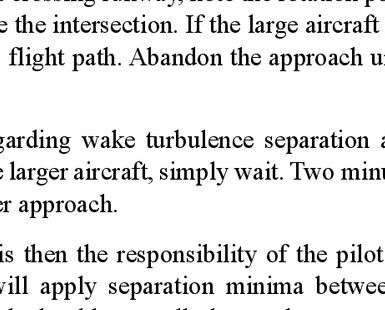 crossing runway, note the rotation
e the intersection. If the large aircraft
flight path. Abandon the approach
garding wake turbulence separation
e larger aircraft, simply wait. Two
er approach.
is then the responsibility of the pilot
will apply separation minima